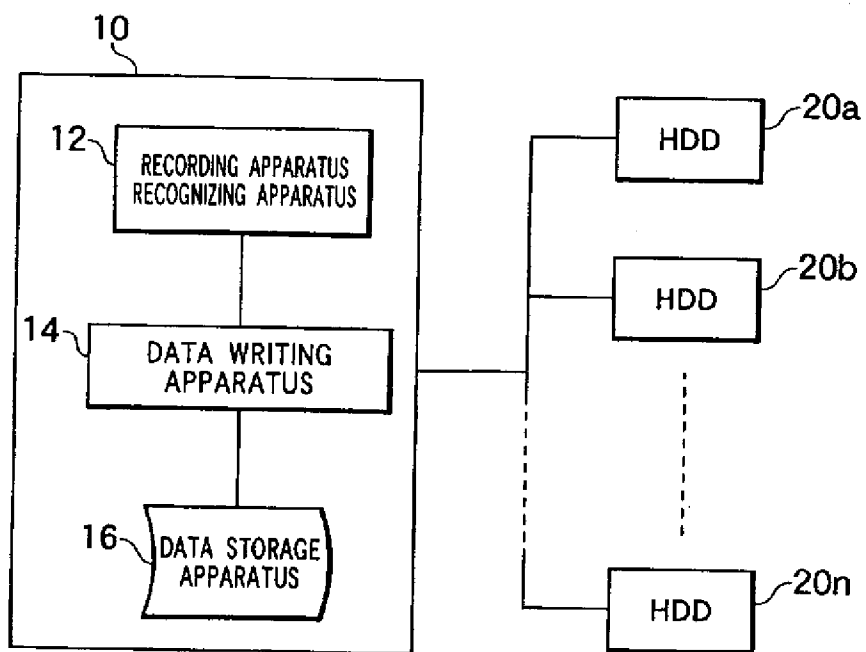 10
12
RECORDING APPARATUS
RECOGNIZING APPARATUS
14
DATA WRITING
APPARATUS
16
DATA STORAGE
APPARATUS
HDD
20a
HDD
20b
HDD
20n